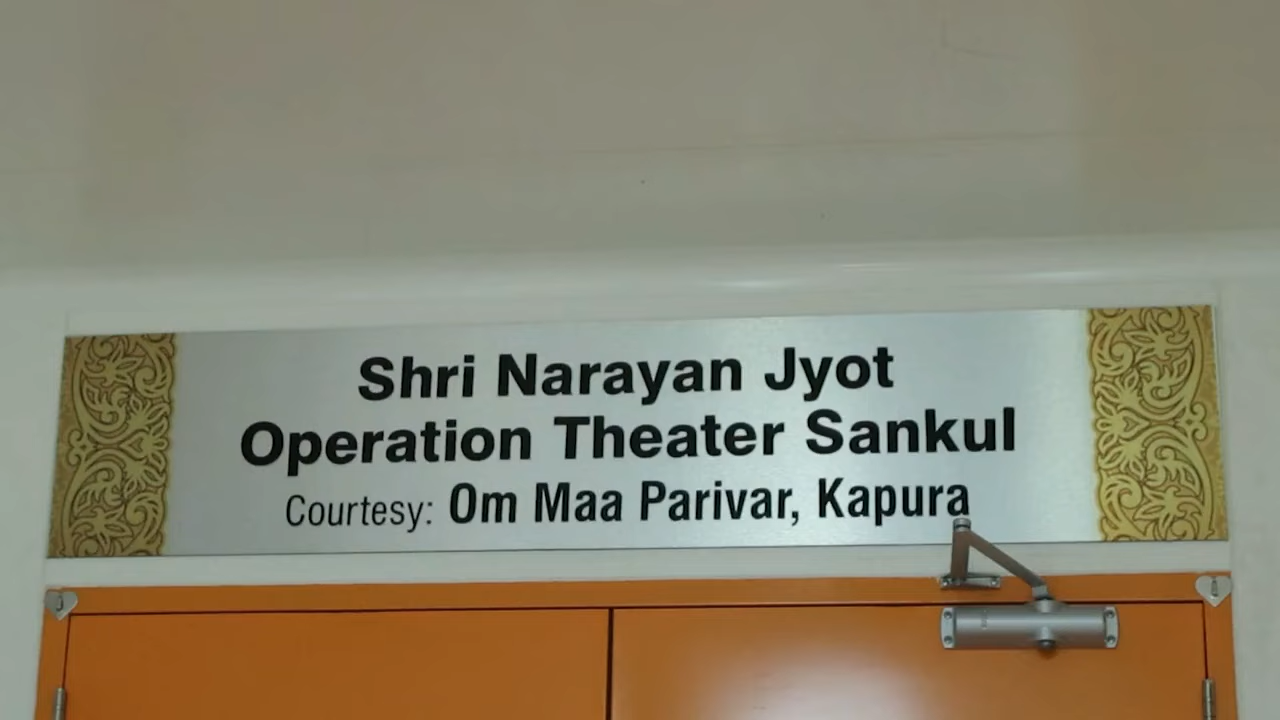 Shri Narayan Jyot
Operation Theater Sankul
Courtesy: Om Maa Parivar, Kapura